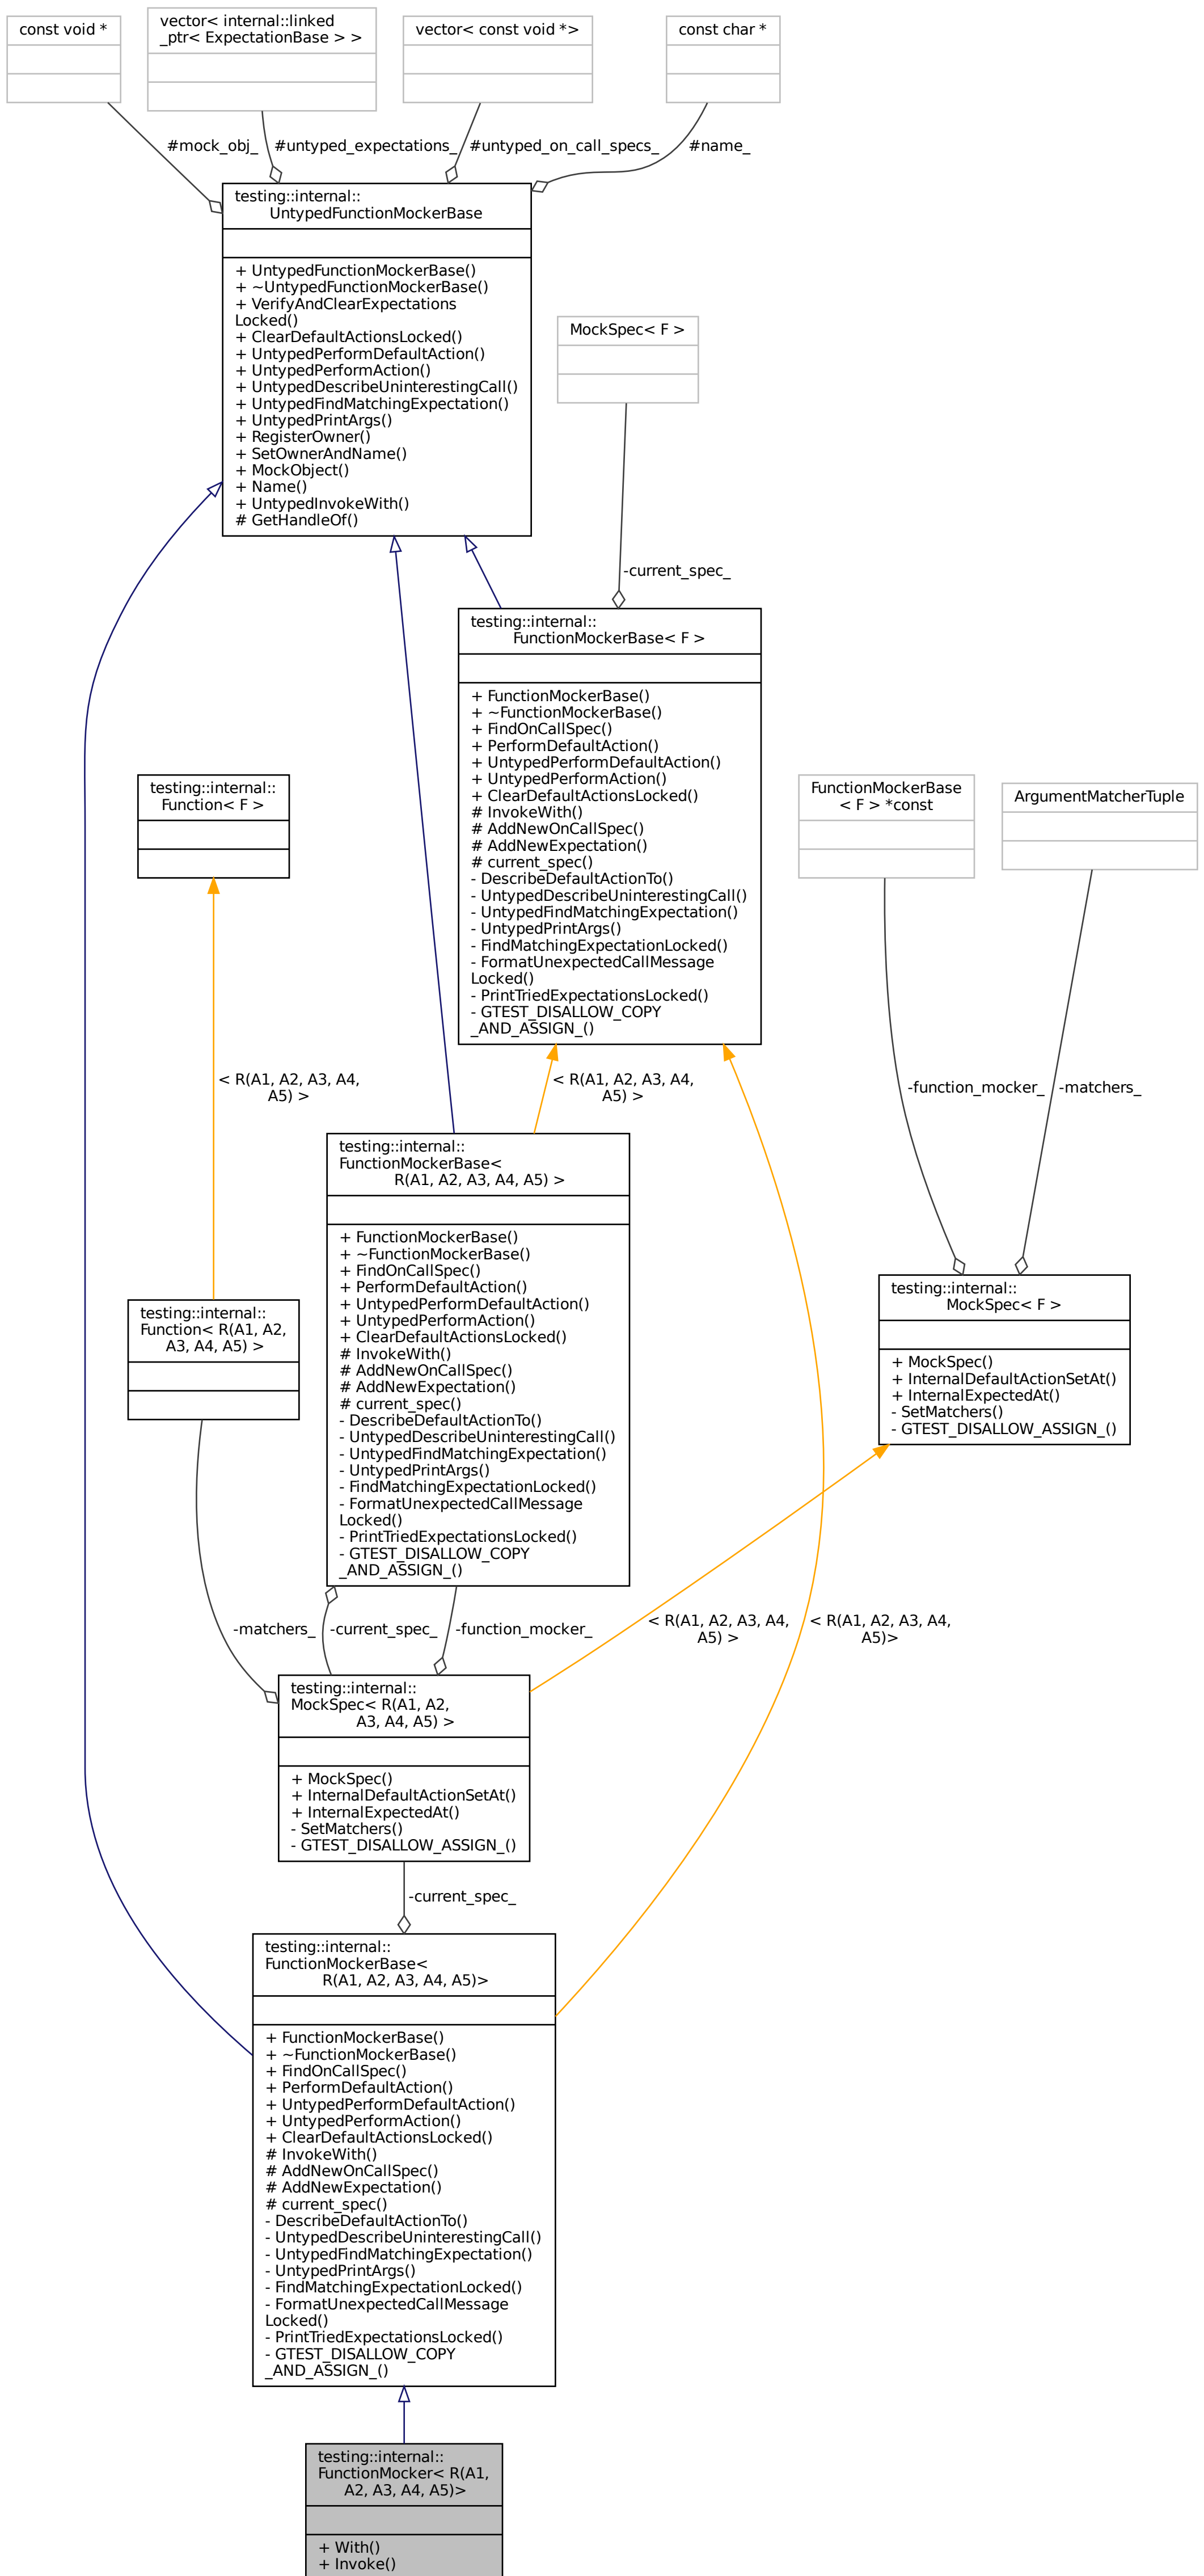 const void *
vector< internal::linked
_ptr< ExpectationBase > >
vector< const void *>
const char *
#mock_obj_
#untyped_expectations_
#untyped_on_call_specs_
#name_
testing::internal::
UntypedFunctionMockerBase
+ UntypedFunctionMockerBase()
+ ~UntypedFunctionMockerBase()
+ VerifyAndClearExpectations
Locked()
+ ClearDefaultActionsLocked()
+ UntypedPerformDefaultAction()
+ UntypedPerformAction()
+ UntypedDescribeUninterestingCall()
+ UntypedFindMatchingExpectation()
+ UntypedPrintArgs()
+ RegisterOwner()
+ SetOwnerAndName()
+ MockObject()
+ Name()
+ UntypedInvokeWith()
# GetHandleOf()
MockSpec< F >
-current_spec_
testing::internal::
FunctionMockerBase< F >
+ FunctionMockerBase()
+ ~FunctionMockerBase()
+ FindOnCallSpec()
+ PerformDefaultAction()
+ UntypedPerformDefaultAction()
+ UntypedPerformAction()
+ ClearDefaultActionsLocked()
# InvokeWith()
# AddNewOnCallSpec()
# AddNewExpectation()
# current_spec()
- DescribeDefaultActionTo()
- UntypedDescribeUninterestingCall()
- UntypedFindMatchingExpectation()
- UntypedPrintArgs()
- FindMatchingExpectationLocked()
- FormatUnexpectedCallMessage
Locked()
- PrintTriedExpectationsLocked()
- GTEST_DISALLOW_COPY
_AND_ASSIGN_()
testing::internal::
Function< F >
FunctionMockerBase
< F > *const
ArgumentMatcherTuple
< R(A1, A2, A3, A4,
A5) >
< R(A1, A2, A3, A4,
A5) >
-function_mocker_
-matchers_
testing::internal::
FunctionMockerBase<
R(A1, A2, A3, A4, A5) >
+ FunctionMockerBase()
+ ~FunctionMockerBase()
+ FindOnCallSpec()
+ PerformDefaultAction()
+ UntypedPerformDefaultAction()
+ UntypedPerformAction()
+ ClearDefaultActionsLocked()
# InvokeWith()
# AddNewOnCallSpec()
# AddNewExpectation()
# current_spec()
- DescribeDefaultActionTo()
- UntypedDescribeUninterestingCall()
- UntypedFindMatchingExpectation()
- UntypedPrintArgs()
- FindMatchingExpectationLocked()
- FormatUnexpectedCallMessage
Locked()
- PrintTriedExpectationsLocked()
- GTEST_DISALLOW_COPY
_AND_ASSIGN_()
testing::internal::
Function< R(A1, A2,
A3, A4, A5) >
testing::internal::
MockSpec< F >
+ MockSpec()
+ InternalDefaultActionSetAt()
+ InternalExpectedAt()
- SetMatchers()
- GTEST_DISALLOW_ASSIGN_()
-matchers_
-current_spec_
-function_mocker_
< R(A1, A2, A3, A4,
A5) >
< R(A1, A2, A3, A4,
A5)>
testing::internal::
MockSpec< R(A1, A2,
A3, A4, A5) >
+ MockSpec()
+ InternalDefaultActionSetAt()
+ InternalExpectedAt()
- SetMatchers()
- GTEST_DISALLOW_ASSIGN_()
-current_spec_
testing::internal::
FunctionMockerBase<
R(A1, A2, A3, A4, A5)>
+ FunctionMockerBase()
+ ~FunctionMockerBase()
+ FindOnCallSpec()
+ PerformDefaultAction()
+ UntypedPerformDefaultAction()
+ UntypedPerformAction()
+ ClearDefaultActionsLocked()
# InvokeWith()
# AddNewOnCallSpec()
# AddNewExpectation()
# current_spec()
- DescribeDefaultActionTo()
- UntypedDescribeUninterestingCall()
- UntypedFindMatchingExpectation()
- UntypedPrintArgs()
- FindMatchingExpectationLocked()
- FormatUnexpectedCallMessage
Locked()
- PrintTriedExpectationsLocked()
- GTEST_DISALLOW_COPY
_AND_ASSIGN_()
testing::internal::
FunctionMocker< R(A1,
A2, A3, A4, A5)>
+ With()
+ Invoke()